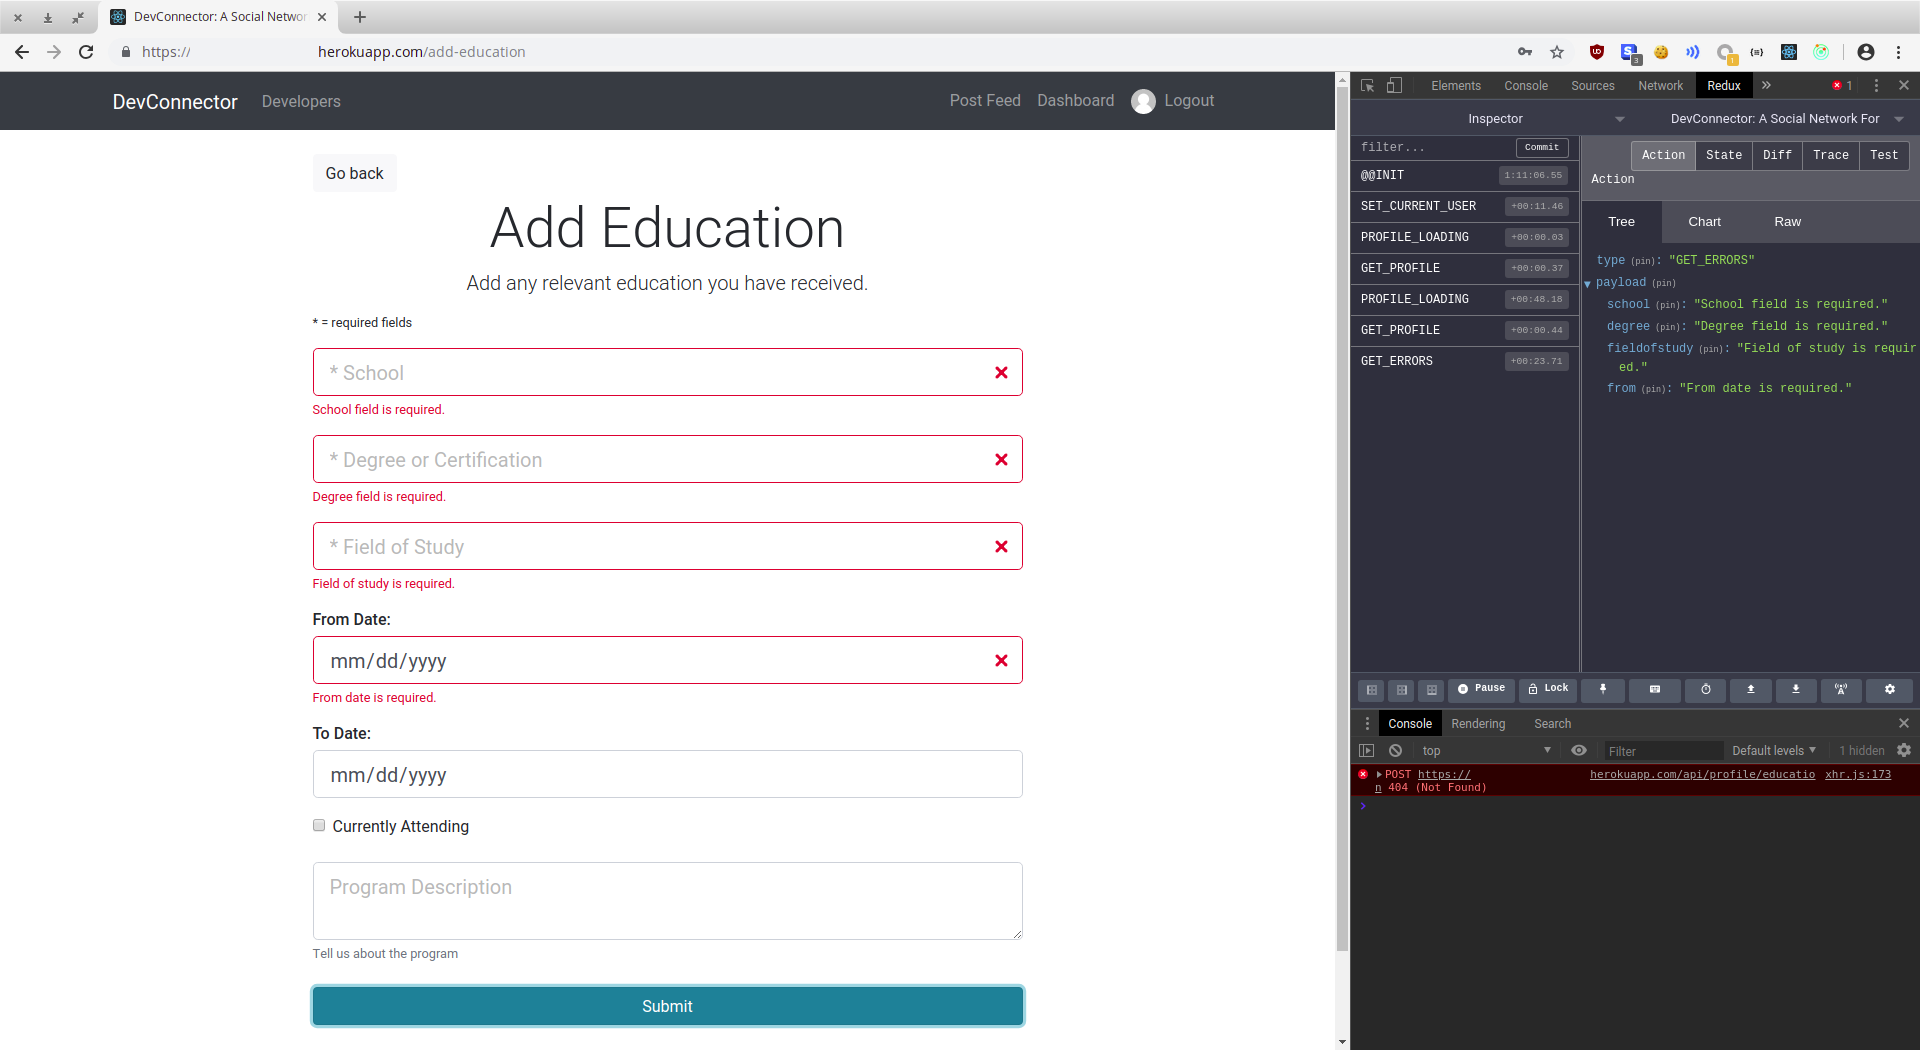 DevConnector: A Social Networ
https:// herokuapp.com/add-education
3
1
DevConnector
Developers
Post Feed
Dashboard
Logout
Go back
Add Education
Add any relevant education you have received.
* = required fields
* School
School field is required.
* Degree or Certification
Degree field is required.
* Field of Study
Field of study is required.
From Date:
mm/dd/yyyy
From date is required.
To Date:
mm/dd/yyyy
Currently Attending
Program Description
Tell us about the program
Submit
Elements Console Sources Network Redux » 1
Inspector
DevConnector: A Social Network For
filter... Commit
@@INIT 1:11:06.55
SET_CURRENT_USER +00:11.46
PROFILE_LOADING +00:00.03
GET_PROFILE +00:00.37
PROFILE_LOADING +00:48.18
GET_PROFILE +00:00.44
GET_ERRORS +00:23.71
Action State Diff Trace Test
Action
Tree Chart Raw
type (pin): "GET_ERRORS"
payload (pin)
school (pin): "School field is required."
degree (pin): "Degree field is required."
fieldofstudy (pin): "Field of study is requir
ed."
from (pin): "From date is required."
Pause Lock
Console Rendering Search
top Filter Default levels 1 hidden
POST https:// herokuapp.com/api/profile/educatio xhr.js:173
n 404 (Not Found)